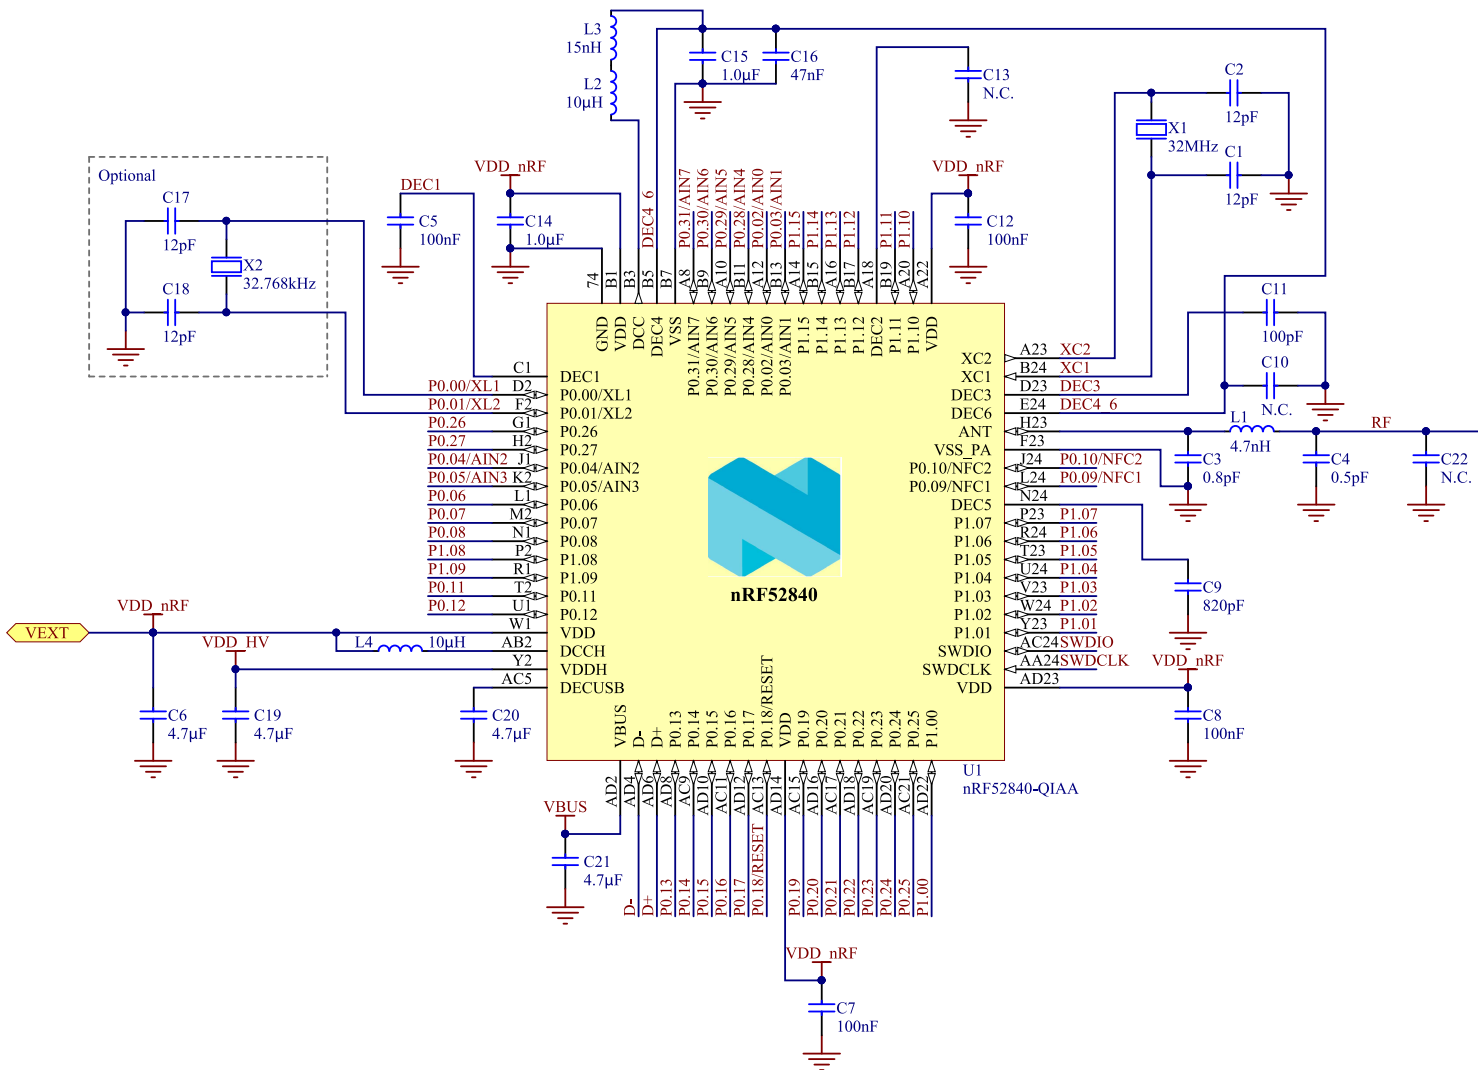 L3
15nH
L2
10µH
C15
1.0µF
C16
47nF
C13
N.C.
C2
12pF
X1
32MHz
C1
12pF
Optional
C17
12pF
X2
32.768kHz
C18
12pF
DEC1
C5
100nF
VDD_nRF
C14
1.0µF
VDD_nRF
C12
100nF
DEC4_6
P0.31/AIN7
P0.30/AIN6
P0.29/AIN5
P0.28/AIN4
P0.02/AIN0
P0.03/AIN1
P1.15
P1.14
P1.13
P1.12
P1.11
P1.10
74
B1
B3
B5
B7
A8
B9
A10
B11
A12
B13
A14
B15
A16
B17
A18
B19
A20
A22
GND
VDD
DCC
DEC4
VSS
P0.31/AIN7
P0.30/AIN6
P0.29/AIN5
P0.28/AIN4
P0.02/AIN0
P0.03/AIN1
P1.15
P1.14
P1.13
P1.12
DEC2
P1.11
P1.10
VDD
C1 DEC1
P0.00/XL1 D2 P0.00/XL1
P0.01/XL2 F2 P0.01/XL2
P0.26 G1 P0.26
P0.27 H2 P0.27
P0.04/AIN2 J1 P0.04/AIN2
P0.05/AIN3 K2 P0.05/AIN3
P0.06 L1 P0.06
P0.07 M2 P0.07
P0.08 N1 P0.08
P1.08 P2 P1.08
P1.09 R1 P1.09
P0.11 T2 P0.11
P0.12 U1 P0.12
W1 VDD
AB2 DCCH
Y2 VDDH
AC5 DECUSB
XC2 A23 XC2
XC1 B24 XC1
DEC3 D23 DEC3
DEC6 E24 DEC4_6
ANT H23
VSS_PA F23
P0.10/NFC2 J24 P0.10/NFC2
P0.09/NFC1 L24 P0.09/NFC1
DEC5 N24
P1.07 P23 P1.07
P1.06 R24 P1.06
P1.05 T23 P1.05
P1.04 U24 P1.04
P1.03 V23 P1.03
P1.02 W24 P1.02
P1.01 Y23 P1.01
SWDIO AC24 SWDIO
SWDCLK AA24 SWDCLK
VDD AD23
nRF52840
C11
100pF
C10
N.C.
L1
4.7nH
RF
C3
0.8pF
C4
0.5pF
C22
N.C.
C9
820pF
VDD_nRF
C8
100nF
VEXT
VDD_nRF
VDD_HV
L4 10µH
C6
4.7µF
C19
4.7µF
C20
4.7µF
VBUS
D-
D+
P0.13
P0.14
P0.15
P0.16
P0.17
P0.18/RESET
VDD
P0.19
P0.20
P0.21
P0.22
P0.23
P0.24
P0.25
P1.00
AD2
AD4
AD6
AD8
AC9
AD10
AC11
AD12
AC13
AD14
AC15
AD16
AC17
AD18
AC19
AD20
AC21
AD22
U1
nRF52840-QIAA
VBUS
C21
4.7µF
D-
D+
P0.13
P0.14
P0.15
P0.16
P0.17
P0.18/RESET
P0.19
P0.20
P0.21
P0.22
P0.23
P0.24
P0.25
P1.00
VDD_nRF
C7
100nF